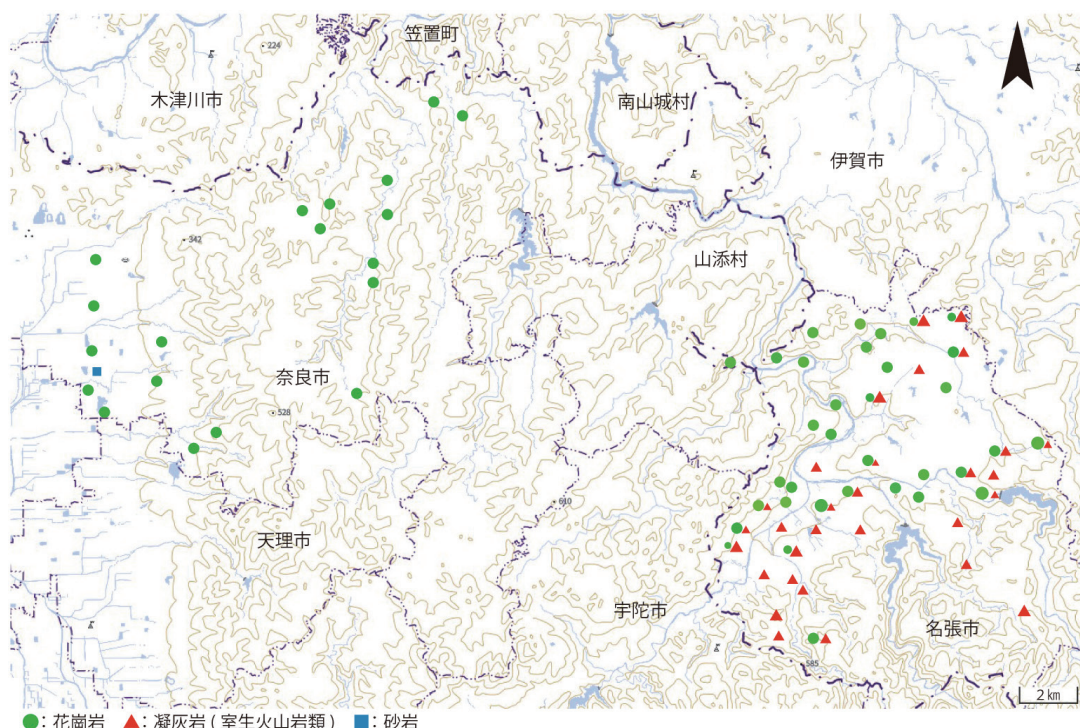 笠置町
・224
木津川市
南山城村
伊賀市
・342
山添村
奈良市
・528
・610
天理市
宇陀市
名張市
・585
2㎞
●：花崗�　▲：凝灰岩 ( 室生火山岩類 )　■：砂岩